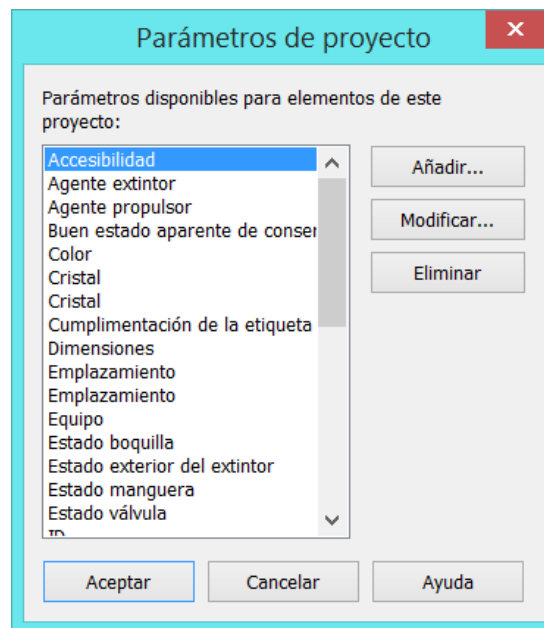 Parámetros de proyecto
Parámetros disponibles para elementos de este
proyecto:
Accesibilidad
Agente extintor
Agente propulsor
Buen estado aparente de conser
Color
Cristal
Cristal
Cumplimentación de la etiqueta
Dimensiones
Emplazamiento
Emplazamiento
Equipo
Estado boquilla
Estado exterior del extintor
Estado manguera
Estado válvula
Añadir...
Modificar...
Eliminar
Aceptar
Cancelar
Ayuda